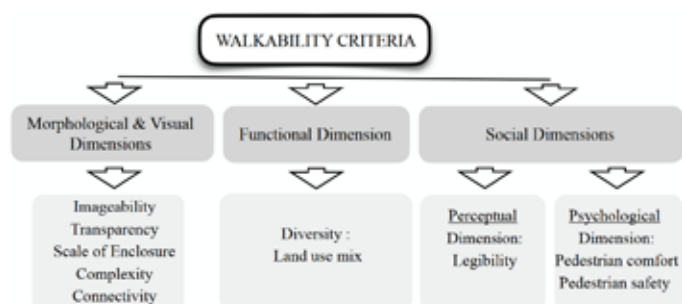 WALKABILITY CRITERIA
Morphological & Visual
Dimensions
Functional Dimension
Social Dimensions
Imageability
Transparency
Scale of Enclosure
Complexity
Connectivity
Diversity :
Land use mix
Perceptual
Dimension:
Legibility
Psychological
Dimension:
Pedestrian comfort
Pedestrian safety